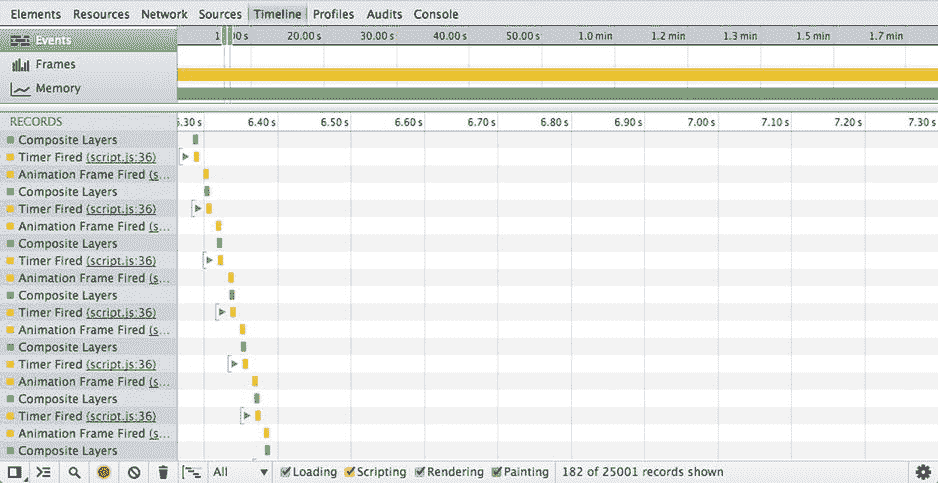 Elements Resources Network Sources Timeline Profiles Audits Console
Events
20.00 s 30.00 s 40.00 s 50.00 s 1.0 min 1.2 min 1.3 min 1.5 min 1.7 min
Frames
Memory
RECORDS
6.40 s 6.50 s 6.60 s 6.70 s 6.80 s 6.90 s 7.00 s 7.10 s 7.20 s 7.30 s
Composite Layers
Timer Fired (script.js:36)
Animation Frame Fired (s...
Composite Layers
Timer Fired (script.js:36)
Animation Frame Fired (s...
Composite Layers
Timer Fired (script.js:36)
Animation Frame Fired (s...
Composite Layers
Timer Fired (script.js:36)
Animation Frame Fired (s...
Composite Layers
Timer Fired (script.js:36)
Animation Frame Fired (s...
Composite Layers
Timer Fired (script.js:36)
Animation Frame Fired (s...
Composite Layers
All Loading Scripting Rendering Painting 182 of 25001 records shown